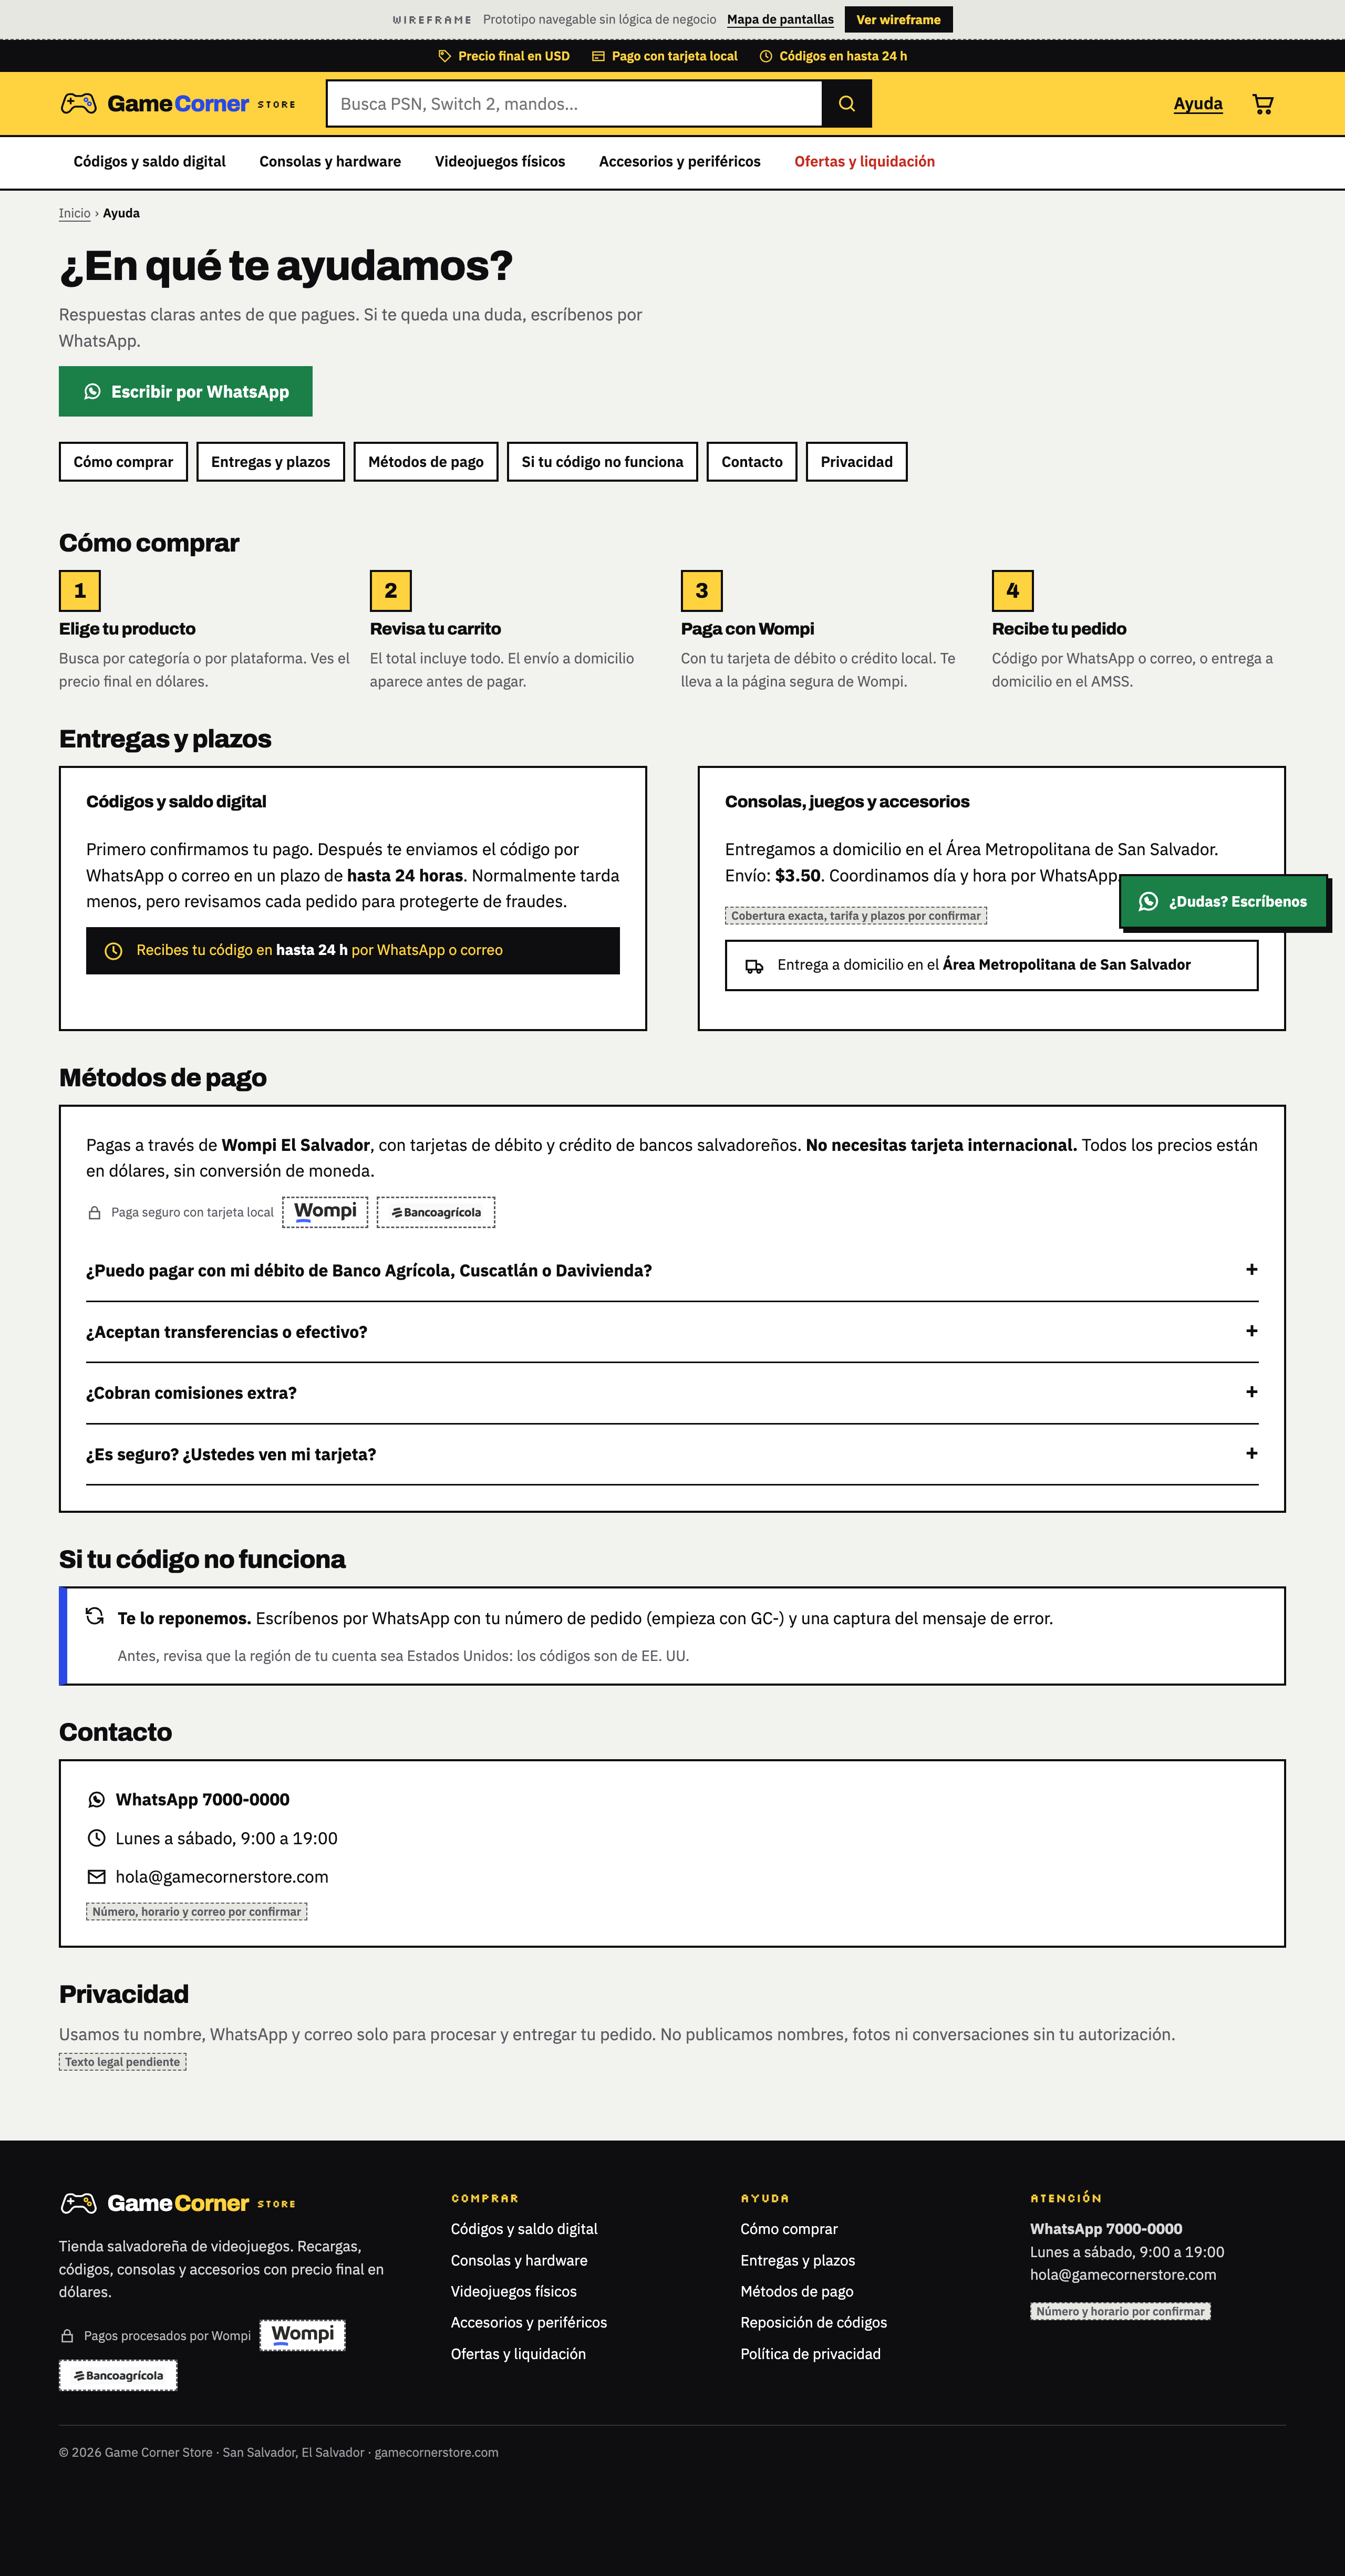 WIREFRAME Prototipo navegable sin lógica de negocio Mapa de pantallas Ver wireframe
Precio final en USD Pago con tarjeta local Códigos en hasta 24 h
GameCorner STORE Busca PSN, Switch 2, mandos... Ayuda
Códigos y saldo digital Consolas y hardware Videojuegos físicos Accesorios y periféricos Ofertas y liquidación
Inicio › Ayuda
¿En qué te ayudamos?
Respuestas claras antes de que pagues. Si te queda una duda, escríbenos por
WhatsApp.
Escribir por WhatsApp
Cómo comprar Entregas y plazos Métodos de pago Si tu código no funciona Contacto Privacidad
Cómo comprar
1
Elige tu producto
Busca por categoría o por plataforma. Ves el
precio final en dólares.
2
Revisa tu carrito
El total incluye todo. El envío a domicilio
aparece antes de pagar.
3
Paga con Wompi
Con tu tarjeta de débito o crédito local. Te
lleva a la página segura de Wompi.
4
Recibe tu pedido
Código por WhatsApp o correo, o entrega a
domicilio en el AMSS.
Entregas y plazos
Códigos y saldo digital
Primero confirmamos tu pago. Después te enviamos el código por
WhatsApp o correo en un plazo de hasta 24 horas. Normalmente tarda
menos, pero revisamos cada pedido para protegerte de fraudes.
Recibes tu código en hasta 24 h por WhatsApp o correo
Consolas, juegos y accesorios
Entregamos a domicilio en el Área Metropolitana de San Salvador.
Envío: $3.50. Coordinamos día y hora por WhatsApp.
¿Dudas? Escríbenos
Cobertura exacta, tarifa y plazos por confirmar
Entrega a domicilio en el Área Metropolitana de San Salvador
Métodos de pago
Pagas a través de Wompi El Salvador, con tarjetas de débito y crédito de bancos salvadoreños. No necesitas tarjeta internacional. Todos los precios están
en dólares, sin conversión de moneda.
Paga seguro con tarjeta local Wompi Bancoagrícola
¿Puedo pagar con mi débito de Banco Agrícola, Cuscatlán o Davivienda? +
¿Aceptan transferencias o efectivo? +
¿Cobran comisiones extra? +
¿Es seguro? ¿Ustedes ven mi tarjeta? +
Si tu código no funciona
Te lo reponemos. Escríbenos por WhatsApp con tu número de pedido (empieza con GC-) y una captura del mensaje de error.
Antes, revisa que la región de tu cuenta sea Estados Unidos: los códigos son de EE. UU.
Contacto
WhatsApp 7000-0000
Lunes a sábado, 9:00 a 19:00
hola@gamecornerstore.com
Número, horario y correo por confirmar
Privacidad
Usamos tu nombre, WhatsApp y correo solo para procesar y entregar tu pedido. No publicamos nombres, fotos ni conversaciones sin tu autorización.
Texto legal pendiente
GameCorner STORE
Tienda salvadoreña de videojuegos. Recargas,
códigos, consolas y accesorios con precio final en
dólares.
Pagos procesados por Wompi Wompi
Bancoagrícola
COMPRAR
Códigos y saldo digital
Consolas y hardware
Videojuegos físicos
Accesorios y periféricos
Ofertas y liquidación
AYUDA
Cómo comprar
Entregas y plazos
Métodos de pago
Reposición de códigos
Política de privacidad
ATENCIÓN
WhatsApp 7000-0000
Lunes a sábado, 9:00 a 19:00
hola@gamecornerstore.com
Número y horario por confirmar
© 2026 Game Corner Store · San Salvador, El Salvador · gamecornerstore.com